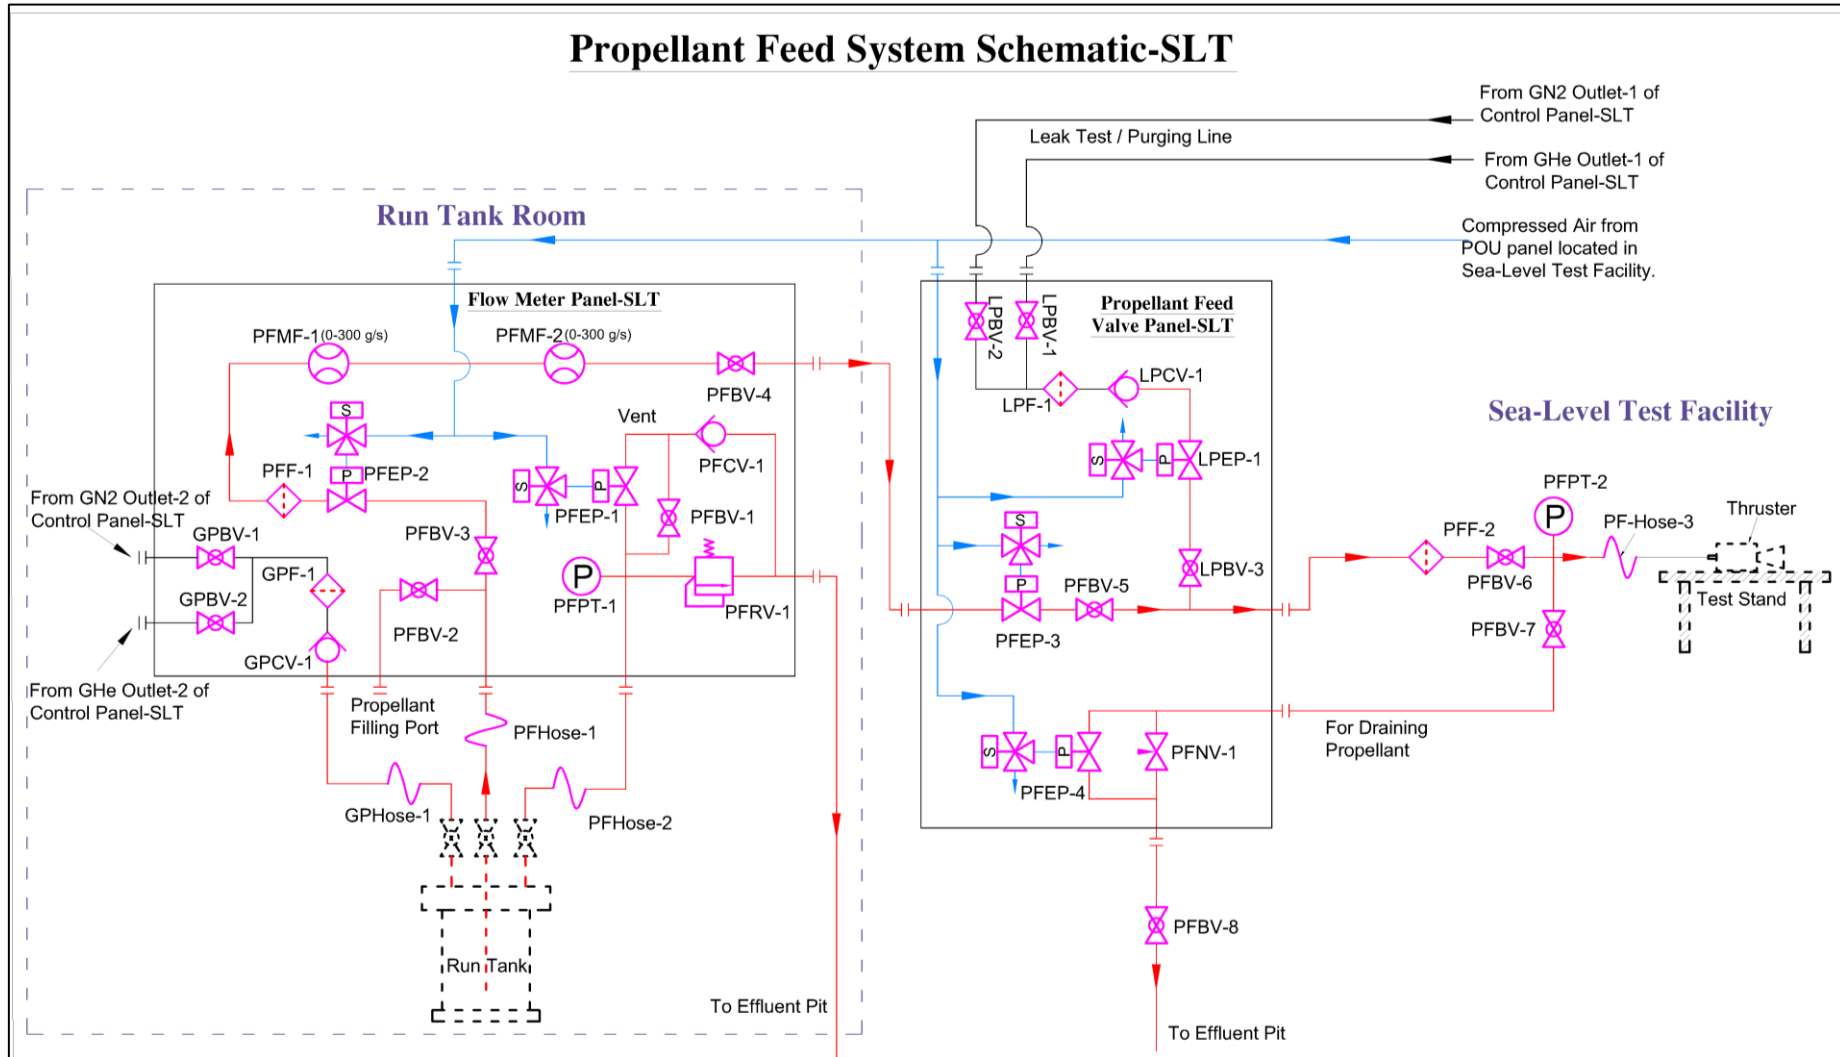 Propellant Feed System Schematic-SLT
From GN2 Outlet-1 of
Control Panel-SLT
Leak Test / Purging Line
From GHe Outlet-1 of
Control Panel-SLT
Run Tank Room
Compressed Air from
POU panel located in
Sea-Level Test Facility.
Flow Meter Panel-SLT
Propellant Feed
Valve Panel-SLT
LPBV-2
LPBV-1
PFMF-1(0-300 g/s)
PFMF-2(0-300 g/s)
PFBV-4
LPF-1
LPCV-1
Sea-Level Test Facility
S
Vent
PFCV-1
PFF-1
P
PFEP-2
S
P
PFEP-1
S
P
LPEP-1
From GN2 Outlet-2 of
Control Panel-SLT
GPBV-1
PFBV-3
PFBV-1
S
PFPT-2
P
PFF-2
PF-Hose-3
Thruster
GPF-1
P
PFPT-1
PFRV-1
P
PFBV-5
LPBV-3
PFBV-6
GPBV-2
PFBV-2
PFEP-3
PFBV-7
Test Stand
GPCV-1
From GHe Outlet-2 of
Control Panel-SLT
Propellant
Filling Port
PFHose-1
For Draining
Propellant
S
P
PFNV-1
PFEP-4
GPHose-1
PFHose-2
PFBV-8
Run Tank
To Effluent Pit
To Effluent Pit